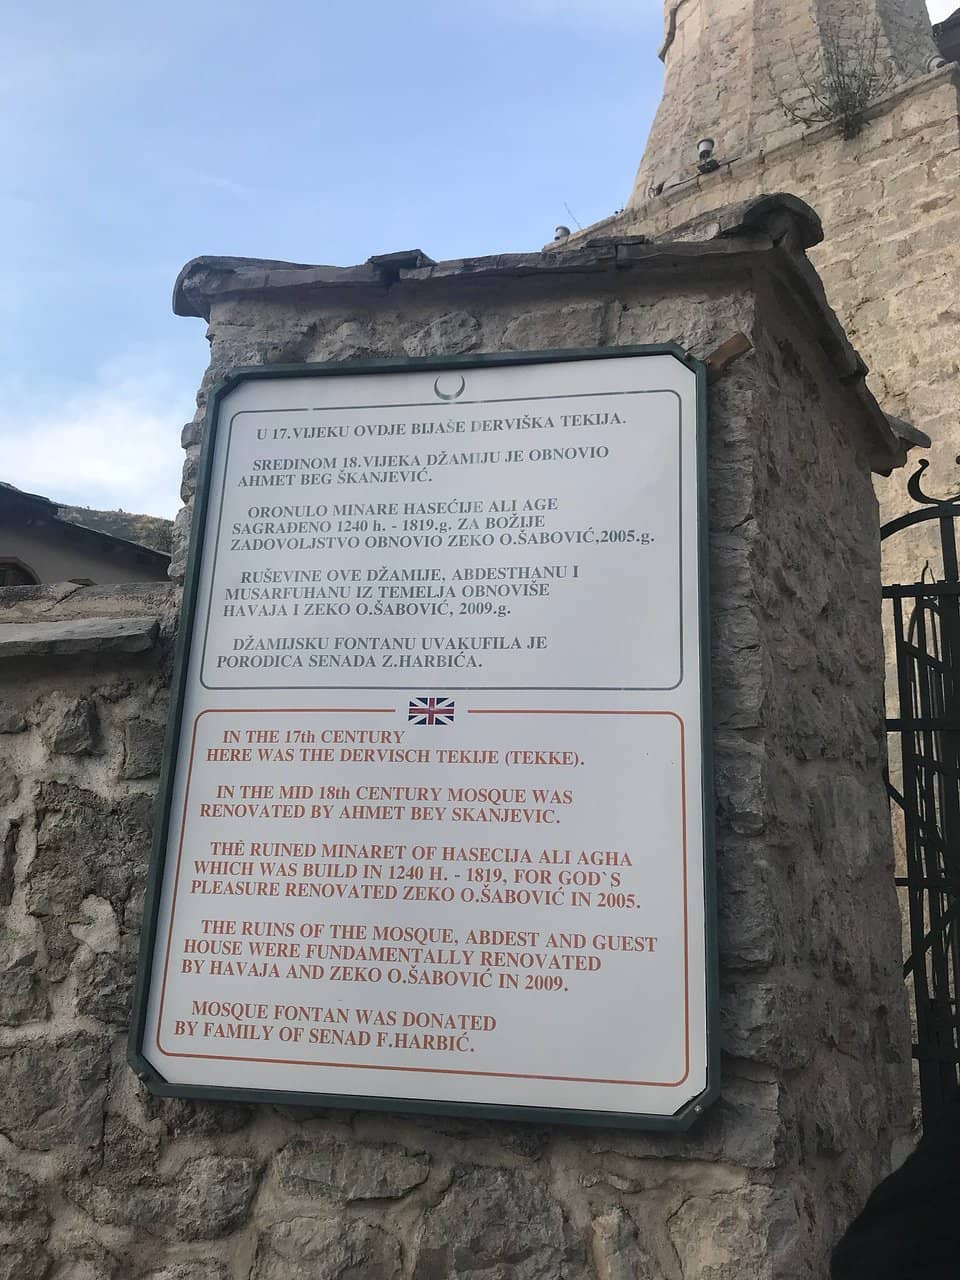 U 17.VIJEKU OVDJE BIJAŠE DERVIŠKA TEKIJA.
SREDINOM 18.VIJEKA DŽAMIJU JE OBNOVIO
AHMET BEG ŠKANJEVIĆ.
ORONULO MINARE HASEĆIJE ALI AGE
SAGRAĐENO 1240 h. - 1819.g. ZA BOŽIJE
ZADOVOLJSTVO OBNOVIO ZEKO O.ŠABOVIĆ,2005.g.
RUŠEVINE OVE DŽAMIJE, ABDESTHANU I
MUSARFUHANU IZ TEMELJA OBNOVIŠE
HAVAJA I ZEKO O.ŠABOVIĆ, 2009.g.
DŽAMIJSKU FONTANU UVAKUFILA JE
PORODICA SENADA Z.HARBIĆA.
IN THE 17th CENTURY
HERE WAS THE DERVISCH TEKIJE (TEKKE).
IN THE MID 18th CENTURY MOSQUE WAS
RENOVATED BY AHMET BEY SKANJEVIC.
THE RUINED MINARET OF HASECIJA ALI AGHA
WHICH WAS BUILD IN 1240 H. - 1819, FOR GOD`S
PLEASURE RENOVATED ZEKO O.ŠABOVIĆ IN 2005.
THE RUINS OF THE MOSQUE, ABDEST AND GUEST
HOUSE WERE FUNDAMENTALLY RENOVATED
BY HAVAJA AND ZEKO O.ŠABOVIĆ IN 2009.
MOSQUE FONTAN WAS DONATED
BY FAMILY OF SENAD F.HARBIĆ.